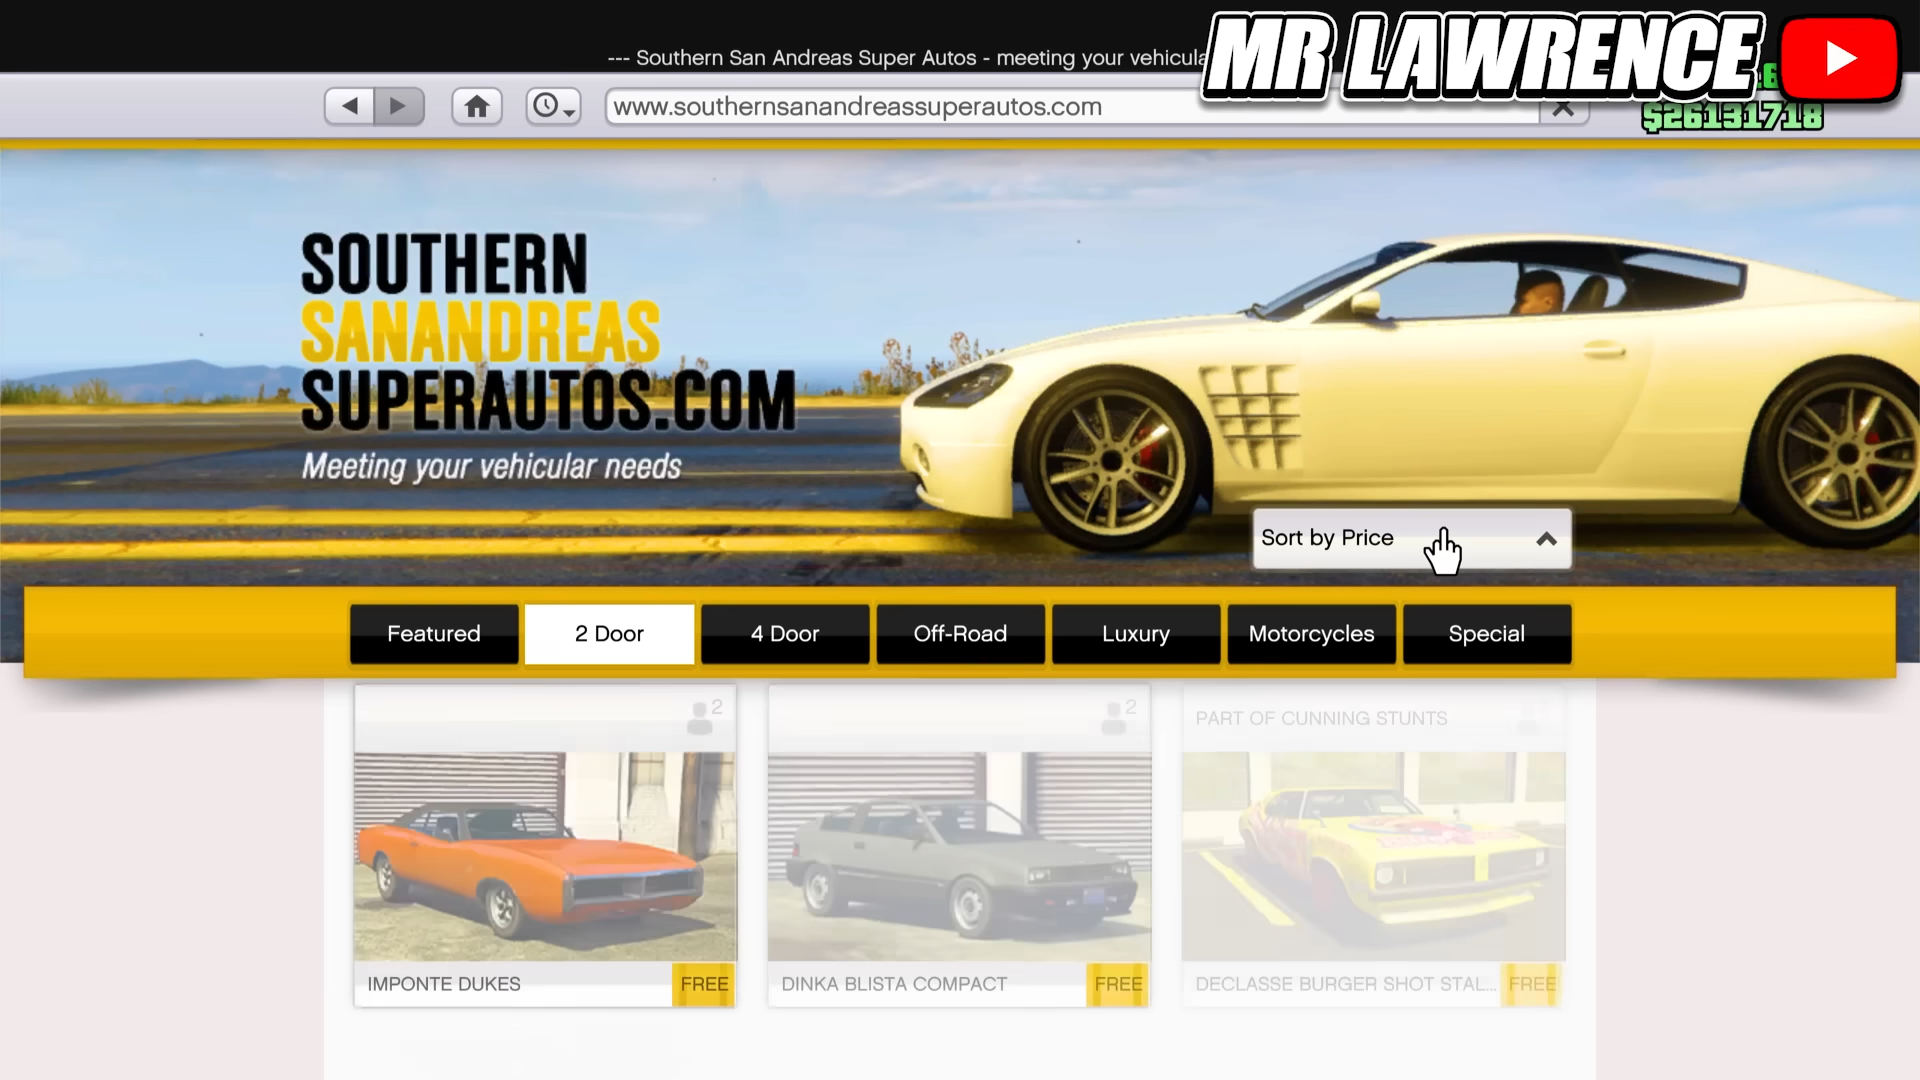 --- Southern San Andreas Super Autos - meeting your vehicula
MR LAWRENCE
www.southernsanandreassuperautos.com
$26131718
SOUTHERN
SANANDREAS
SUPERAUTOS.COM
Meeting your vehicular needs
Sort by Price
Featured
2 Door
4 Door
Off-Road
Luxury
Motorcycles
Special
2
2
PART OF CUNNING STUNTS
IMPONTE DUKES
FREE
DINKA BLISTA COMPACT
FREE
DECLASSE BURGER SHOT STAL...
FREE